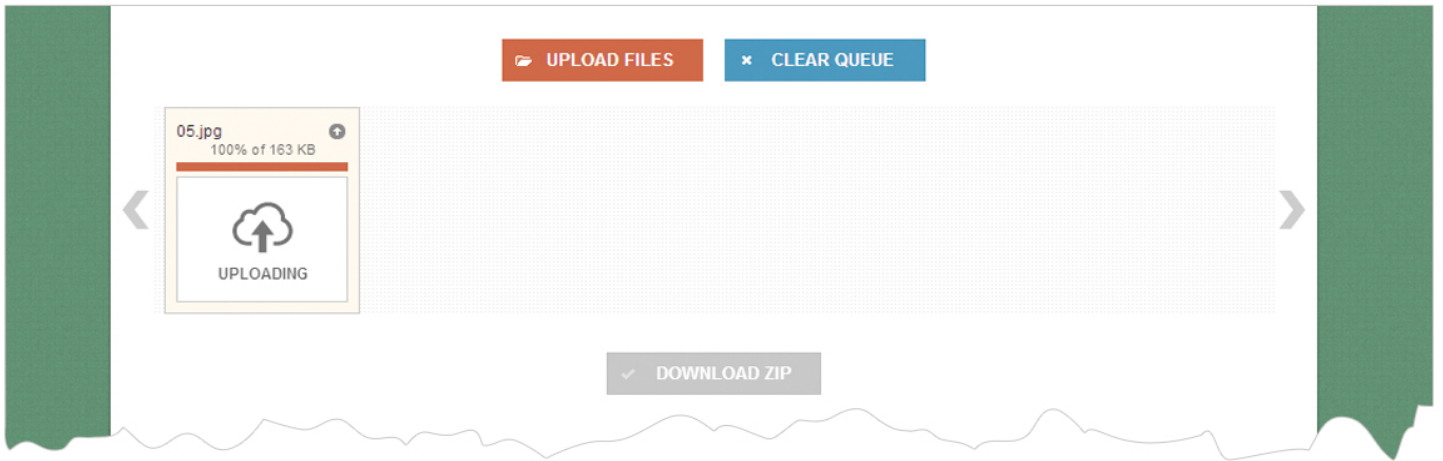 UPLOAD FILES
CLEAR QUEUE
05.jpg
100% of 163 KB
UPLOADING
DOWNLOAD ZIP